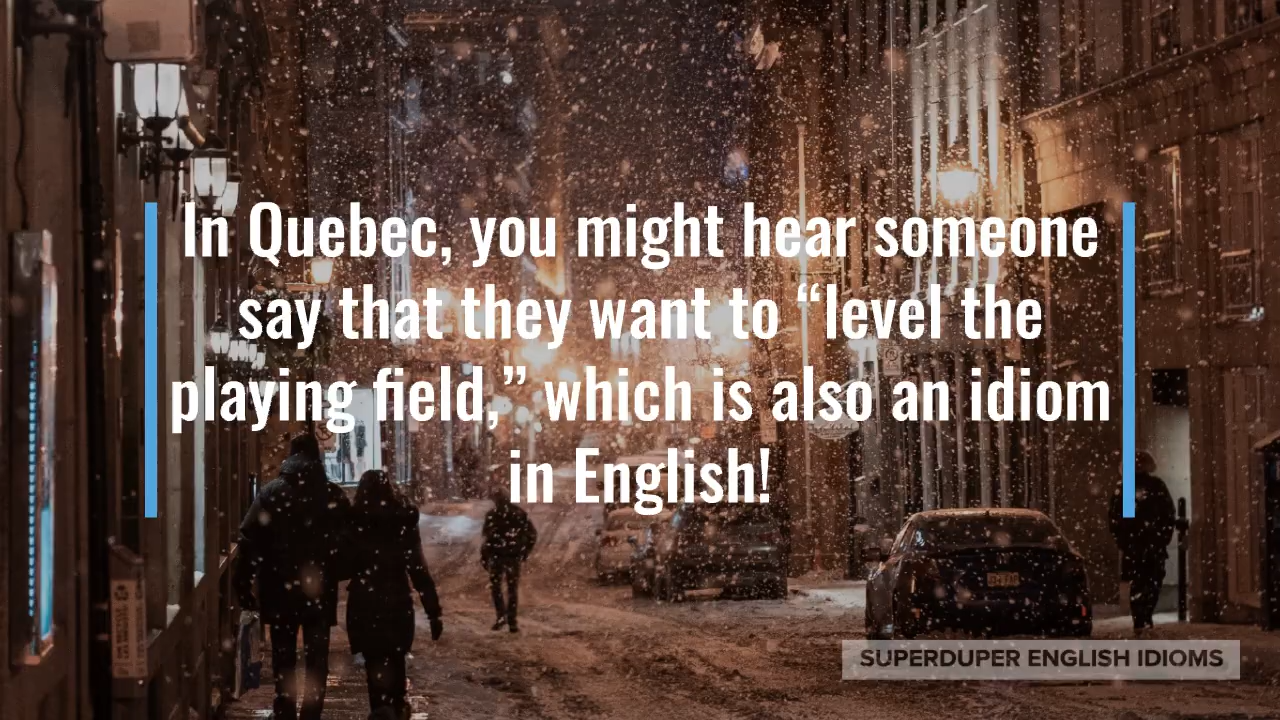 In Quebec, you might hear someone
say that they want to “level the
playing field,” which is also an idiom
in English!
SUPERDUPER ENGLISH IDIOMS